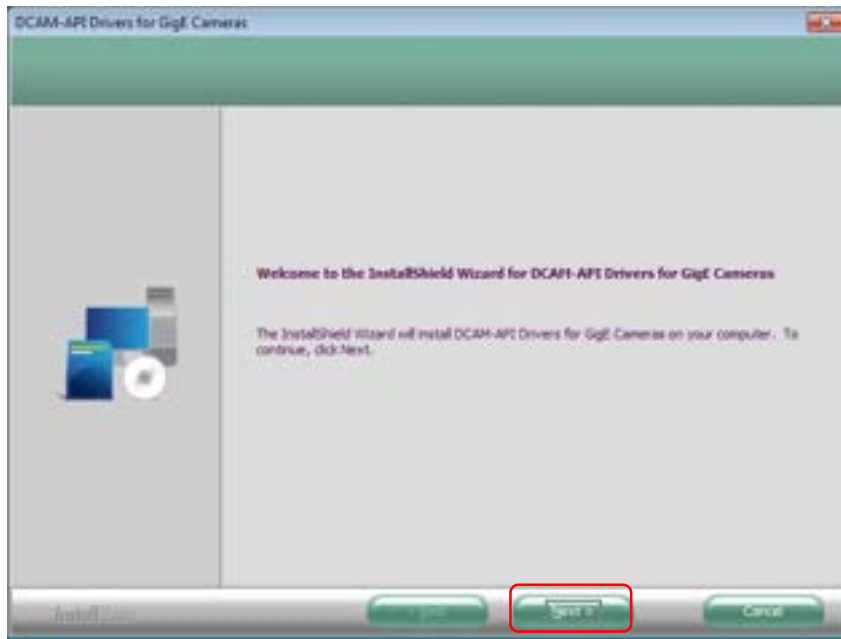 DCAM-API Drivers for GigE Cameras
Welcome to the InstallShield Wizard for DCAM-API Drivers for GigE Cameras
The InstallShield Wizard will install DCAM-API Drivers for GigE Cameras on your computer. To
continue, click Next.
InstallShield
< Back
Next >
Cancel